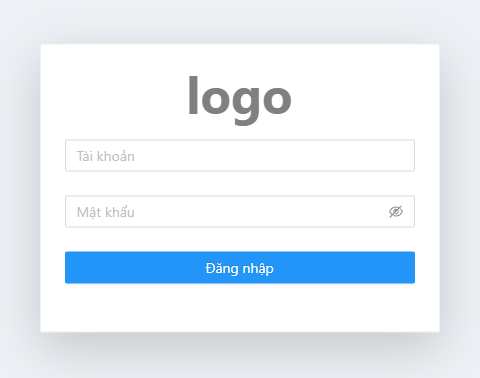 logo
Tài khoản
Mật khẩu
Đăng nhập